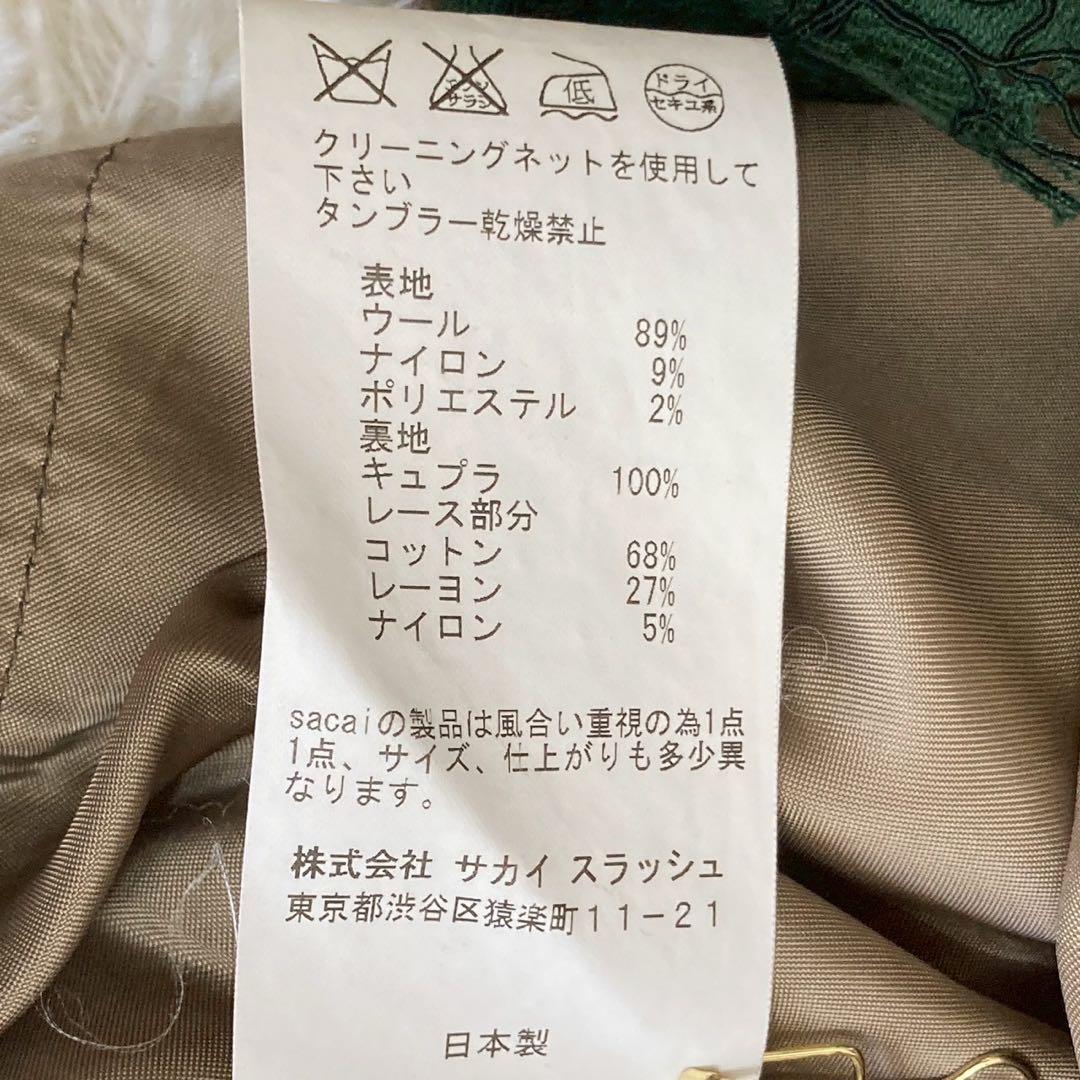 エンソ
サラシ
低
ドライ
セキユ系
クリーニングネットを使用して
下さい
タンブラー乾燥禁止
表地
ウール 89%
ナイロン 9%
ポリエステル 2%
裏地
キュプラ 100%
レース部分
コットン 68%
レーヨン 27%
ナイロン 5%
sacaiの製品は風合い重視の為1点
1点、サイズ、仕上がりも多少異
なります。
株式会社 サカイ スラッシュ
東京都渋谷区猿楽町11-21
日本製